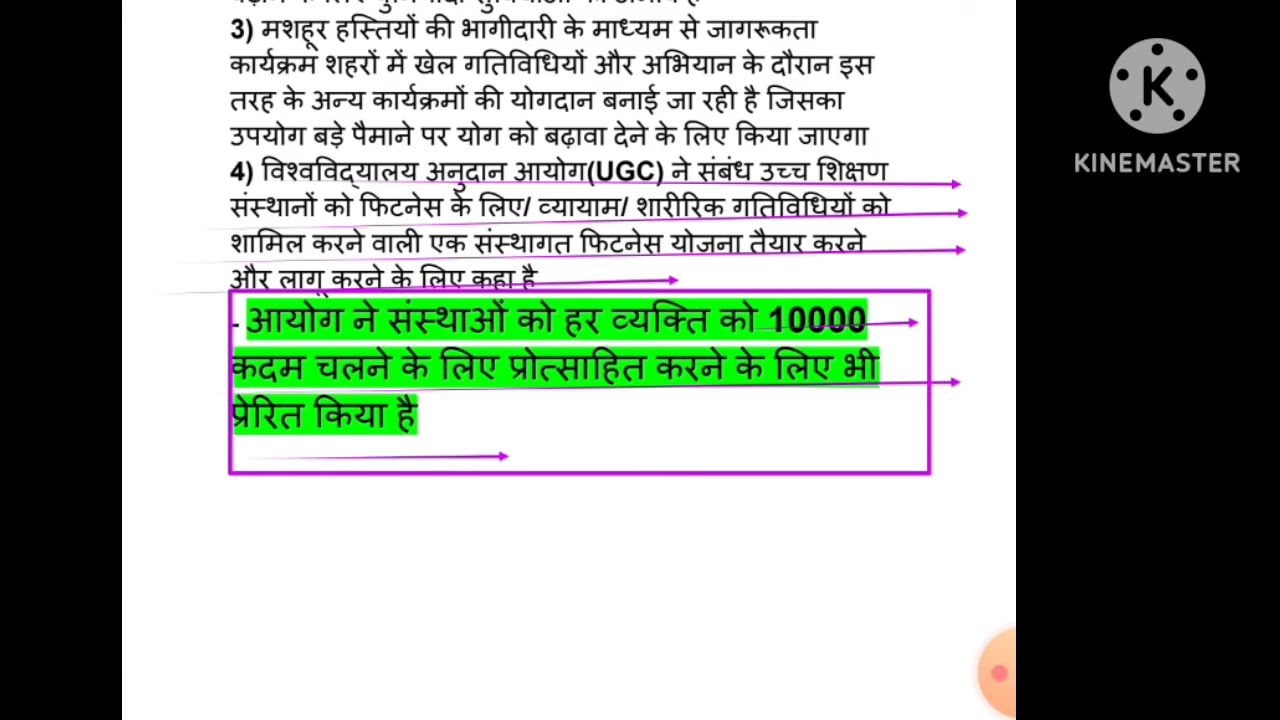 3) मशहूर हस्तियों की भागीदारी के माध्यम से जागरूकता
कार्यक्रम शहरों में खेल गतिविधियों और अभियान के दौरान इस
तरह के अन्य कार्यक्रमों की योगदान बनाई जा रही है जिसका
उपयोग बड़े पैमाने पर योग को बढ़ावा देने के लिए किया जाएगा
4) विश्वविद्यालय अनुदान आयोग(UGC) ने संबंध उच्च शिक्षण
संस्थानों को फिटनेस के लिए/ व्यायाम/ शारीरिक गतिविधियों को
शामिल करने वाली एक संस्थागत फिटनेस योजना तैयार करने
और लागू करने के लिए कहा है
- आयोग ने संस्थाओं को हर व्यक्ति को 10000
कदम चलने के लिए प्रोत्साहित करने के लिए भी
प्रेरित किया है
K
KINEMASTER